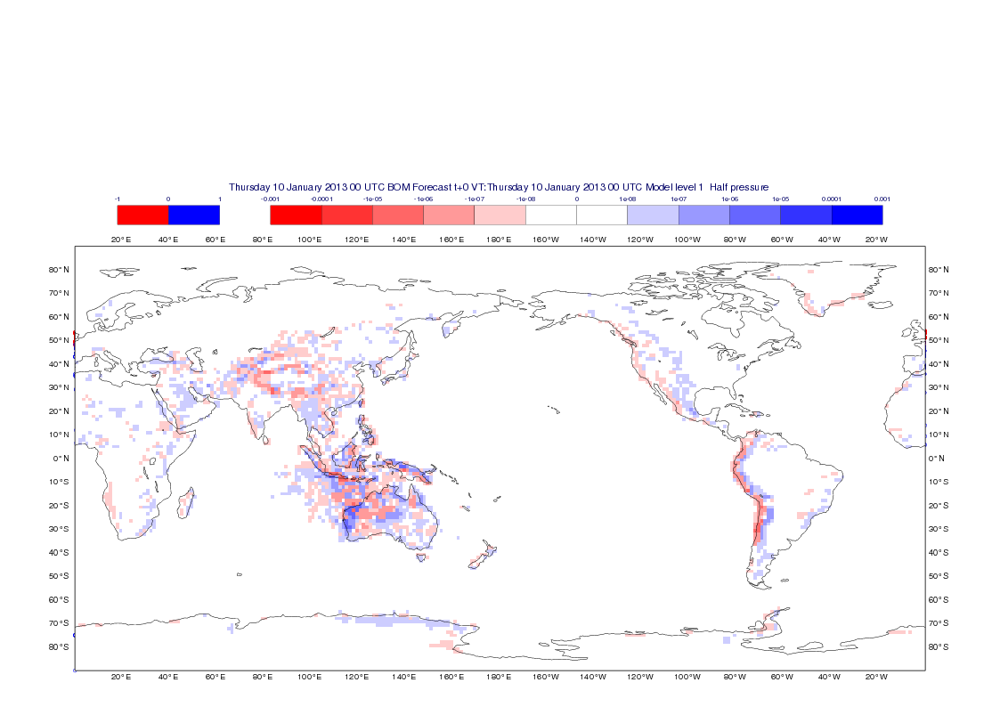 Thursday 10 January 2013 00 UTC BOM Forecast t+0 VT:Thursday 10 January 2013 00 UTC Model level 1 Half pressure
-1 0 1 -0.001 -0.0001 -1e-05 -1e-06 -1e-07 -1e-08 0 1e-08 1e-07 1e-06 1e-05 0.0001 0.001
20°E 40°E 60°E 80°E 100°E 120°E 140°E 160°E 180° 160°W 140°W 120°W 100°W 80°W 60°W 40°W 20°W
80°N 80°N
70°N 70°N
60°N 60°N
50°N 50°N
40°N 40°N
30°N 30°N
20°N 20°N
10°N 10°N
0°N 0°N
10°S 10°S
20°S 20°S
30°S 30°S
40°S 40°S
50°S 50°S
60°S 60°S
70°S 70°S
80°S 80°S
20°E 40°E 60°E 80°E 100°E 120°E 140°E 160°E 180° 160°W 140°W 120°W 100°W 80°W 60°W 40°W 20°W